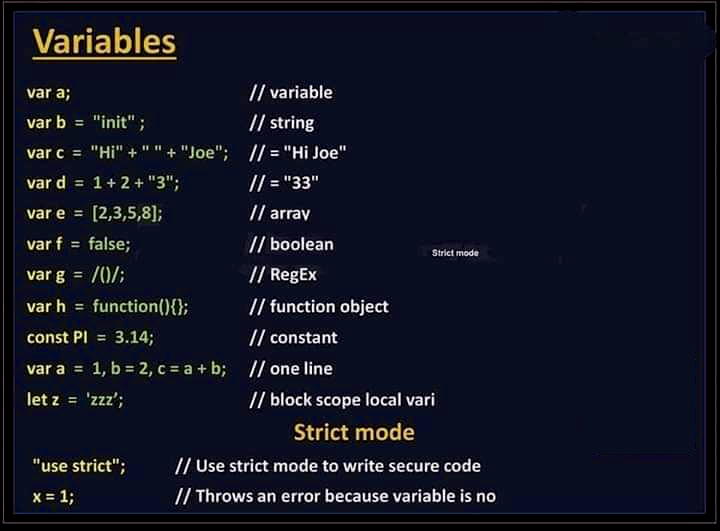 Variables
var a; // variable
var b = "init" ; // string
var c = "Hi" + " " + "Joe"; // = "Hi Joe"
var d = 1 + 2 + "3"; // = "33"
var e = [2,3,5,8]; // array
var f = false; // boolean
Strict mode
var g = /()/; // RegEx
var h = function(){}; // function object
const PI = 3.14; // constant
var a = 1, b = 2, c = a + b; // one line
let z = 'zzz’; // block scope local vari
Strict mode
"use strict"; // Use strict mode to write secure code
x = 1; // Throws an error because variable is no